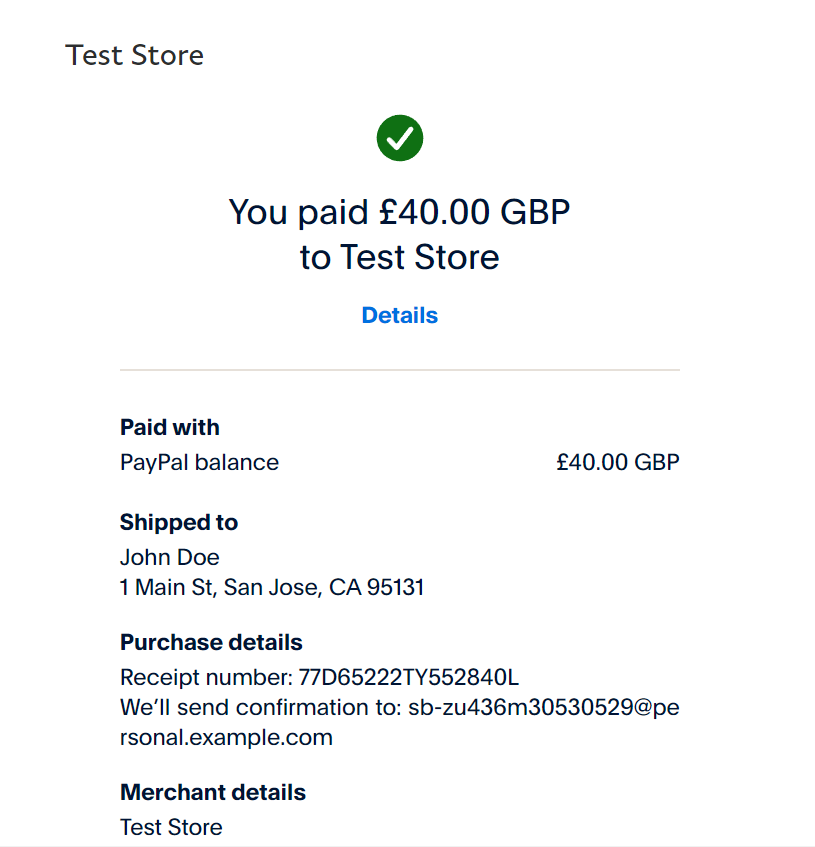 Test Store
You paid £40.00 GBP
to Test Store
Details
Paid with
PayPal balance £40.00 GBP
Shipped to
John Doe
1 Main St, San Jose, CA 95131
Purchase details
Receipt number: 77D65222TY552840L
We’ll send confirmation to: sb-zu436m30530529@pe
rsonal.example.com
Merchant details
Test Store